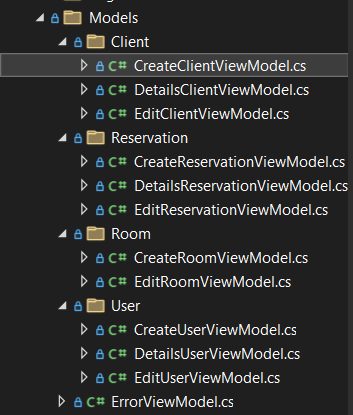 Models
Client
C# CreateClientViewModel.cs
C# DetailsClientViewModel.cs
C# EditClientViewModel.cs
Reservation
C# CreateReservationViewModel.cs
C# DetailsReservationViewModel.cs
C# EditReservationViewModel.cs
Room
C# CreateRoomViewModel.cs
C# EditRoomViewModel.cs
User
C# CreateUserViewModel.cs
C# DetailsUserViewModel.cs
C# EditUserViewModel.cs
C# ErrorViewModel.cs